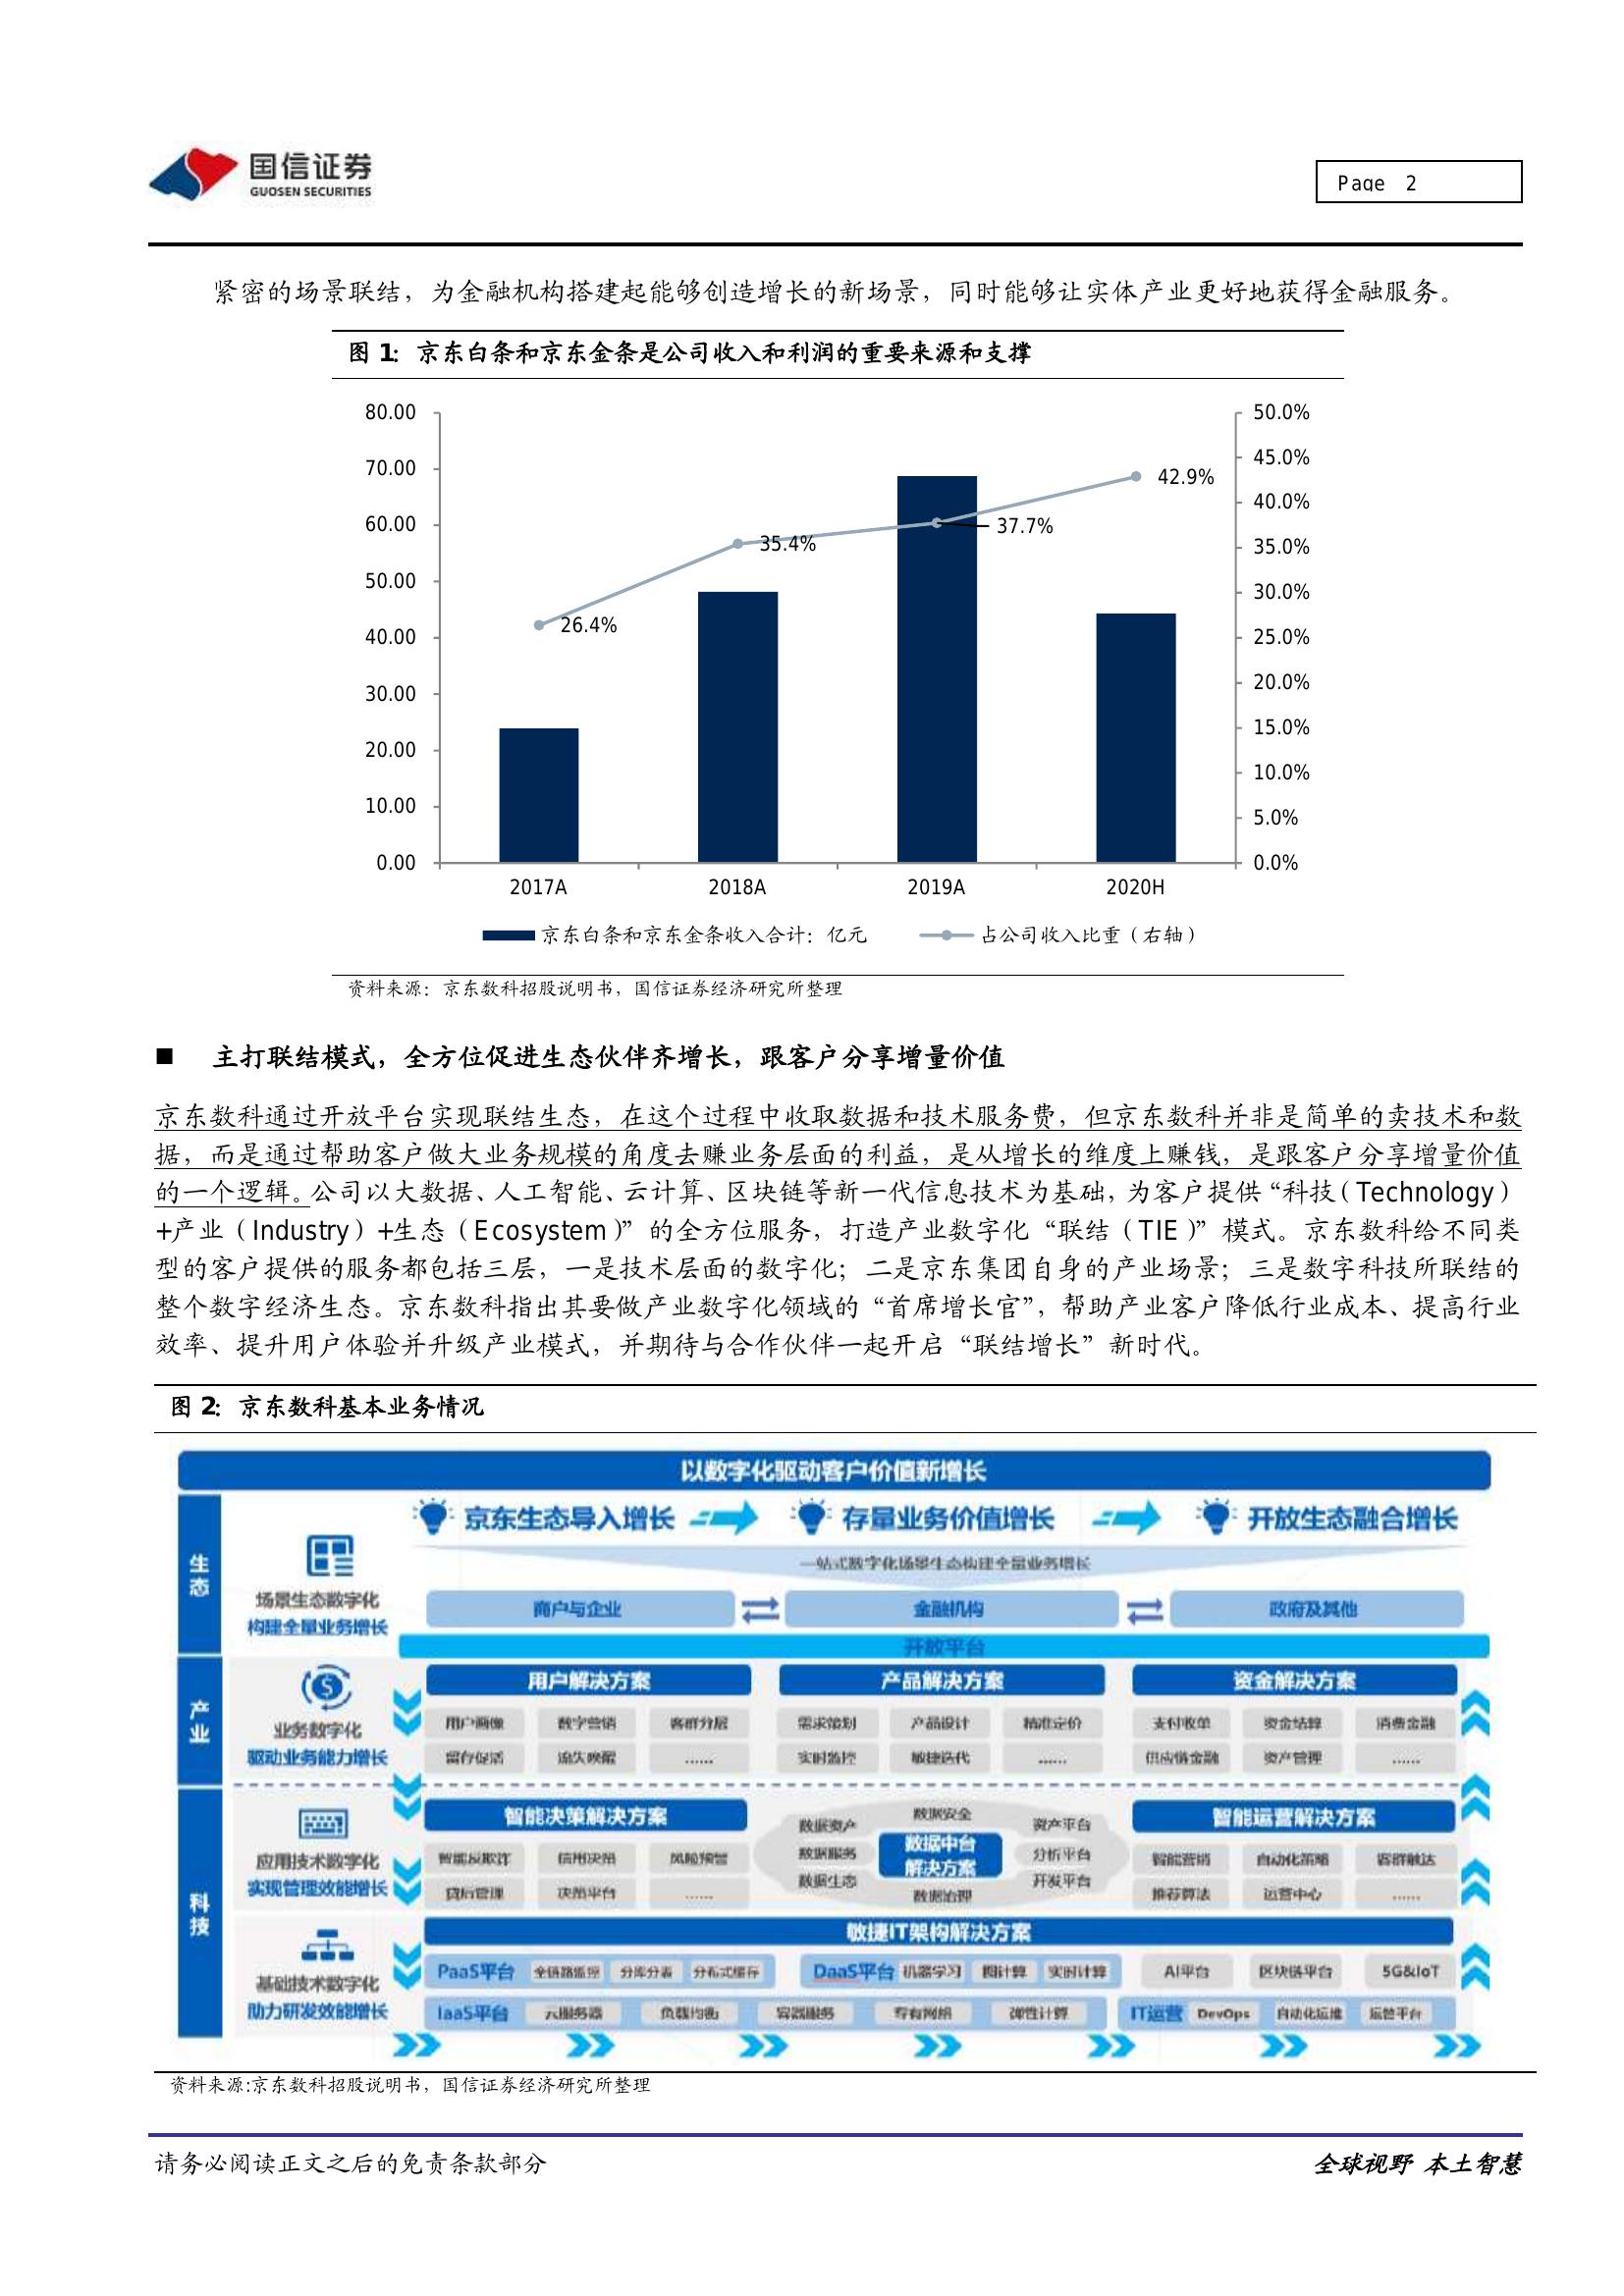 国信证券
GUOSEN SECURITIES
Page 2
紧密的场景联结，为金融机构搭建起能够创造增长的新场景，同时能够让实体产业更好地获得金融服务。
图 1：京东白条和京东金条是公司收入和利润的重要来源和支撑
80.00
70.00
60.00
50.00
40.00
30.00
20.00
10.00
0.00
50.0%
45.0%
40.0%
35.0%
30.0%
25.0%
20.0%
15.0%
10.0%
5.0%
0.0%
26.4%
35.4%
37.7%
42.9%
2017A 2018A 2019A 2020H
京东白条和京东金条收入合计：亿元 占公司收入比重（右轴）
资料来源：京东数科招股说明书，国信证券经济研究所整理
■ 主打联结模式，全方位促进生态伙伴齐增长，跟客户分享增量价值
京东数科通过开放平台实现联结生态，在这个过程中收取数据和技术服务费，但京东数科并非是简单的卖技术和数
据，而是通过帮助客户做大业务规模的角度去赚业务层面的利益，是从增长的维度上赚钱，是跟客户分享增量价值
的一个逻辑。公司以大数据、人工智能、云计算、区块链等新一代信息技术为基础，为客户提供“科技（Technology）
+产业（Industry）+生态（Ecosystem）”的全方位服务，打造产业数字化“联结（TIE）”模式。京东数科给不同类
型的客户提供的服务都包括三层，一是技术层面的数字化；二是京东集团自身的产业场景；三是数字科技所联结的
整个数字经济生态。京东数科指出其要做产业数字化领域的“首席增长官”，帮助产业客户降低行业成本、提高行业
效率、提升用户体验并升级产业模式，并期待与合作伙伴一起开启“联结增长”新时代。
图 2：京东数科基本业务情况
以数字化驱动客户价值新增长
生态
场景生态数字化
构建全量业务增长
京东生态导入增长 存量业务价值增长 开放生态融合增长
一站式数字化场景生态构建全量业务增长
商户与企业 金融机构 政府及其他
开放平台
产业
业务数字化
驱动业务能力增长
用户解决方案 产品解决方案 资金解决方案
用户画像 数字营销 客群分层 需求策划 产品设计 精准定价 支付收单 资金结算 消费金融
留存促活 流失唤醒 …… 实时监控 敏捷迭代 …… 供应链金融 资产管理 ……
科技
应用技术数字化
实现管理效能增长
智能决策解决方案
智能反欺诈 信用决策 风险预警
贷后管理 决策平台 ……
数据安全
数据资产 资产平台
数据中台
解决方案
数据服务 分析平台
数据生态 开发平台
数据治理
智能运营解决方案
智能营销 自动化策略 客群触达
推荐算法 运营中心 ……
基础技术数字化
助力研发效能增长
敏捷IT架构解决方案
PaaS平台 全链路监控 分库分表 分布式缓存 DaaS平台 机器学习 图计算 实时计算 AI平台 区块链平台 5G&IoT
IaaS平台 云服务器 负载均衡 容器服务 专有网络 弹性计算 IT运营 DevOps 自动化运维 运营平台
资料来源:京东数科招股说明书，国信证券经济研究所整理
请务必阅读正文之后的免责条款部分
全球视野 本土智慧